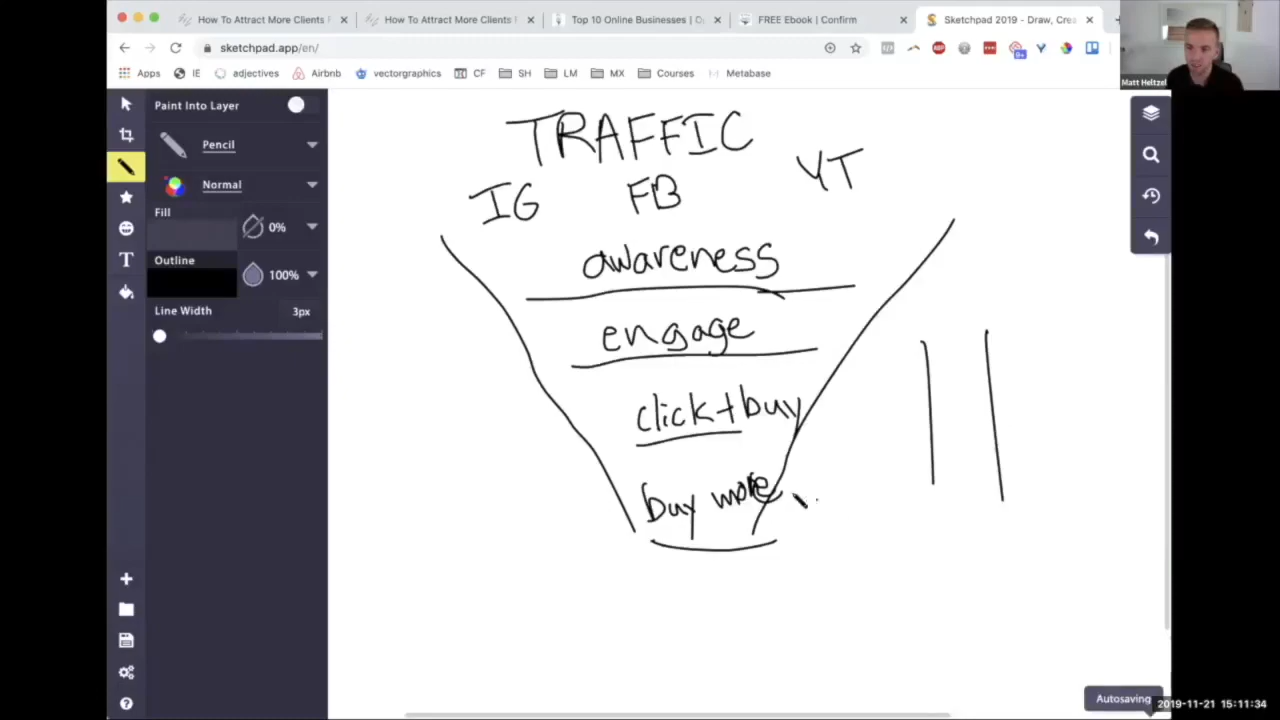 How To Attract More Clients F
How To Attract More Clients F
Top 10 Online Businesses | O
FREE Ebook | Confirm
Sketchpad 2019 - Draw, Crea
sketchpad.app/en/
Apps
IE
adjectives
Airbnb
vectorgraphics
CF
SH
LM
MX
Courses
Metabase
Matt Heltzel
Paint Into Layer
Pencil
Normal
Fill
0%
Outline
100%
Line Width
3px
TRAFFIC
IG FB YT
awareness
engage
click+buy
buy more
Autosaving
2019-11-21 15:11:34